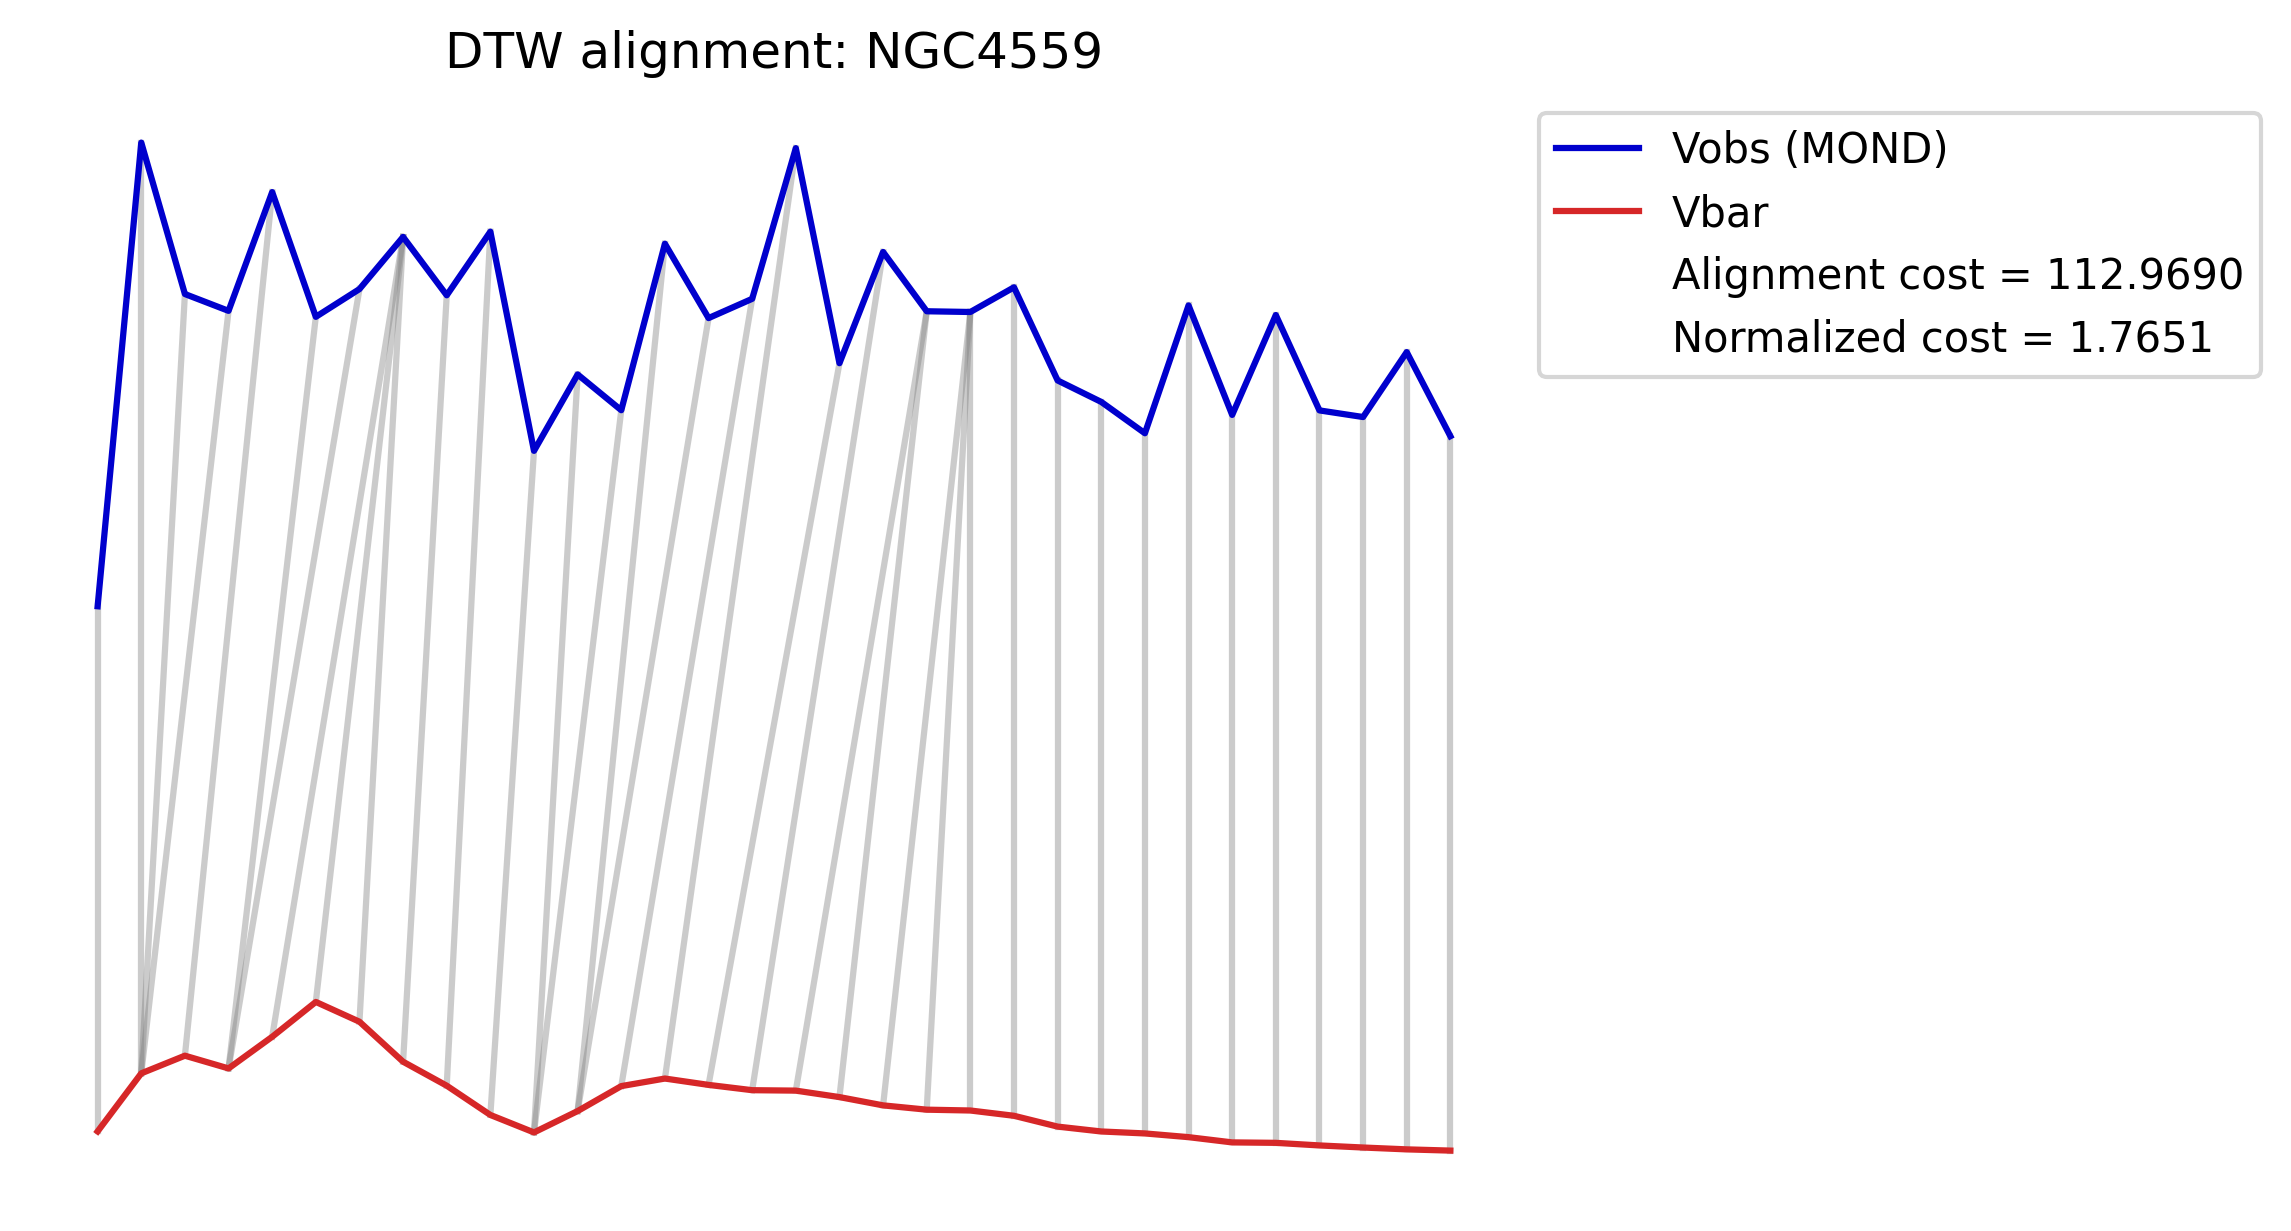 DTW alignment: NGC4559
Vobs (MOND)
Vbar
Alignment cost = 112.9690
Normalized cost = 1.7651